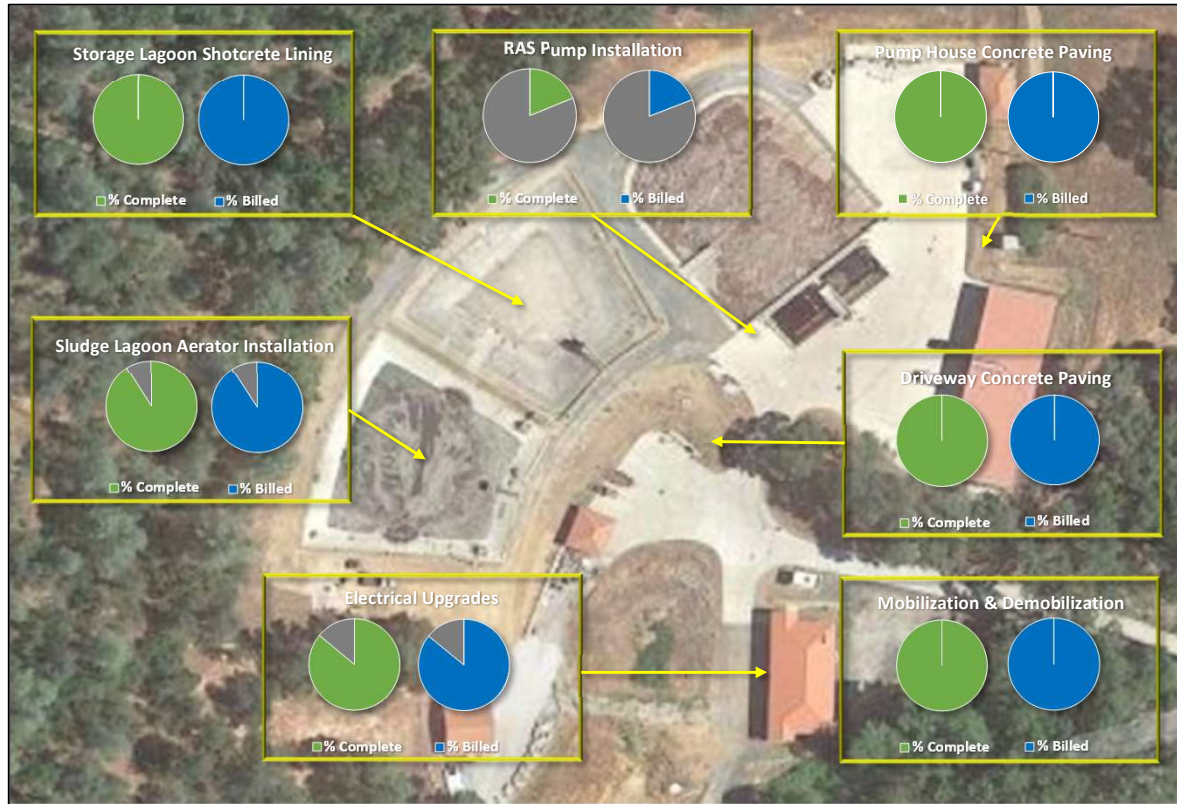 Storage Lagoon Shotcrete Lining
% Complete
% Billed
RAS Pump Installation
% Complete
% Billed
Pump House Concrete Paving
% Complete
% Billed
Sludge Lagoon Aerator Installation
% Complete
% Billed
Driveway Concrete Paving
% Complete
% Billed
Electrical Upgrades
% Complete
% Billed
Mobilization & Demobilization
% Complete
% Billed